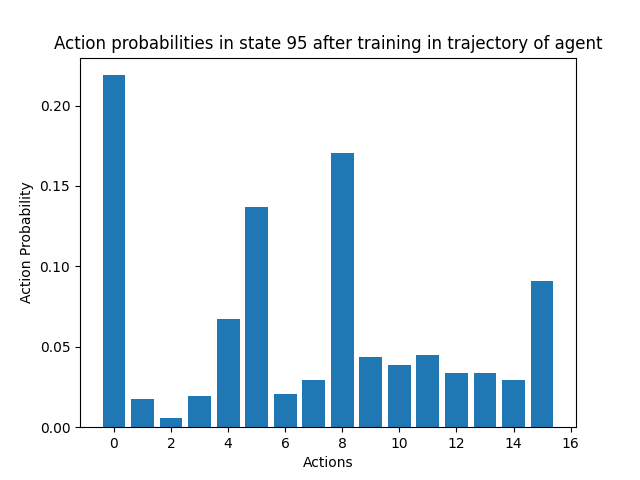 Action probabilities in state 95 after training in trajectory of agent
0.20
0.15
0.10
0.05
0.00
Action Probability
0 2 4 6 8 10 12 14 16
Actions